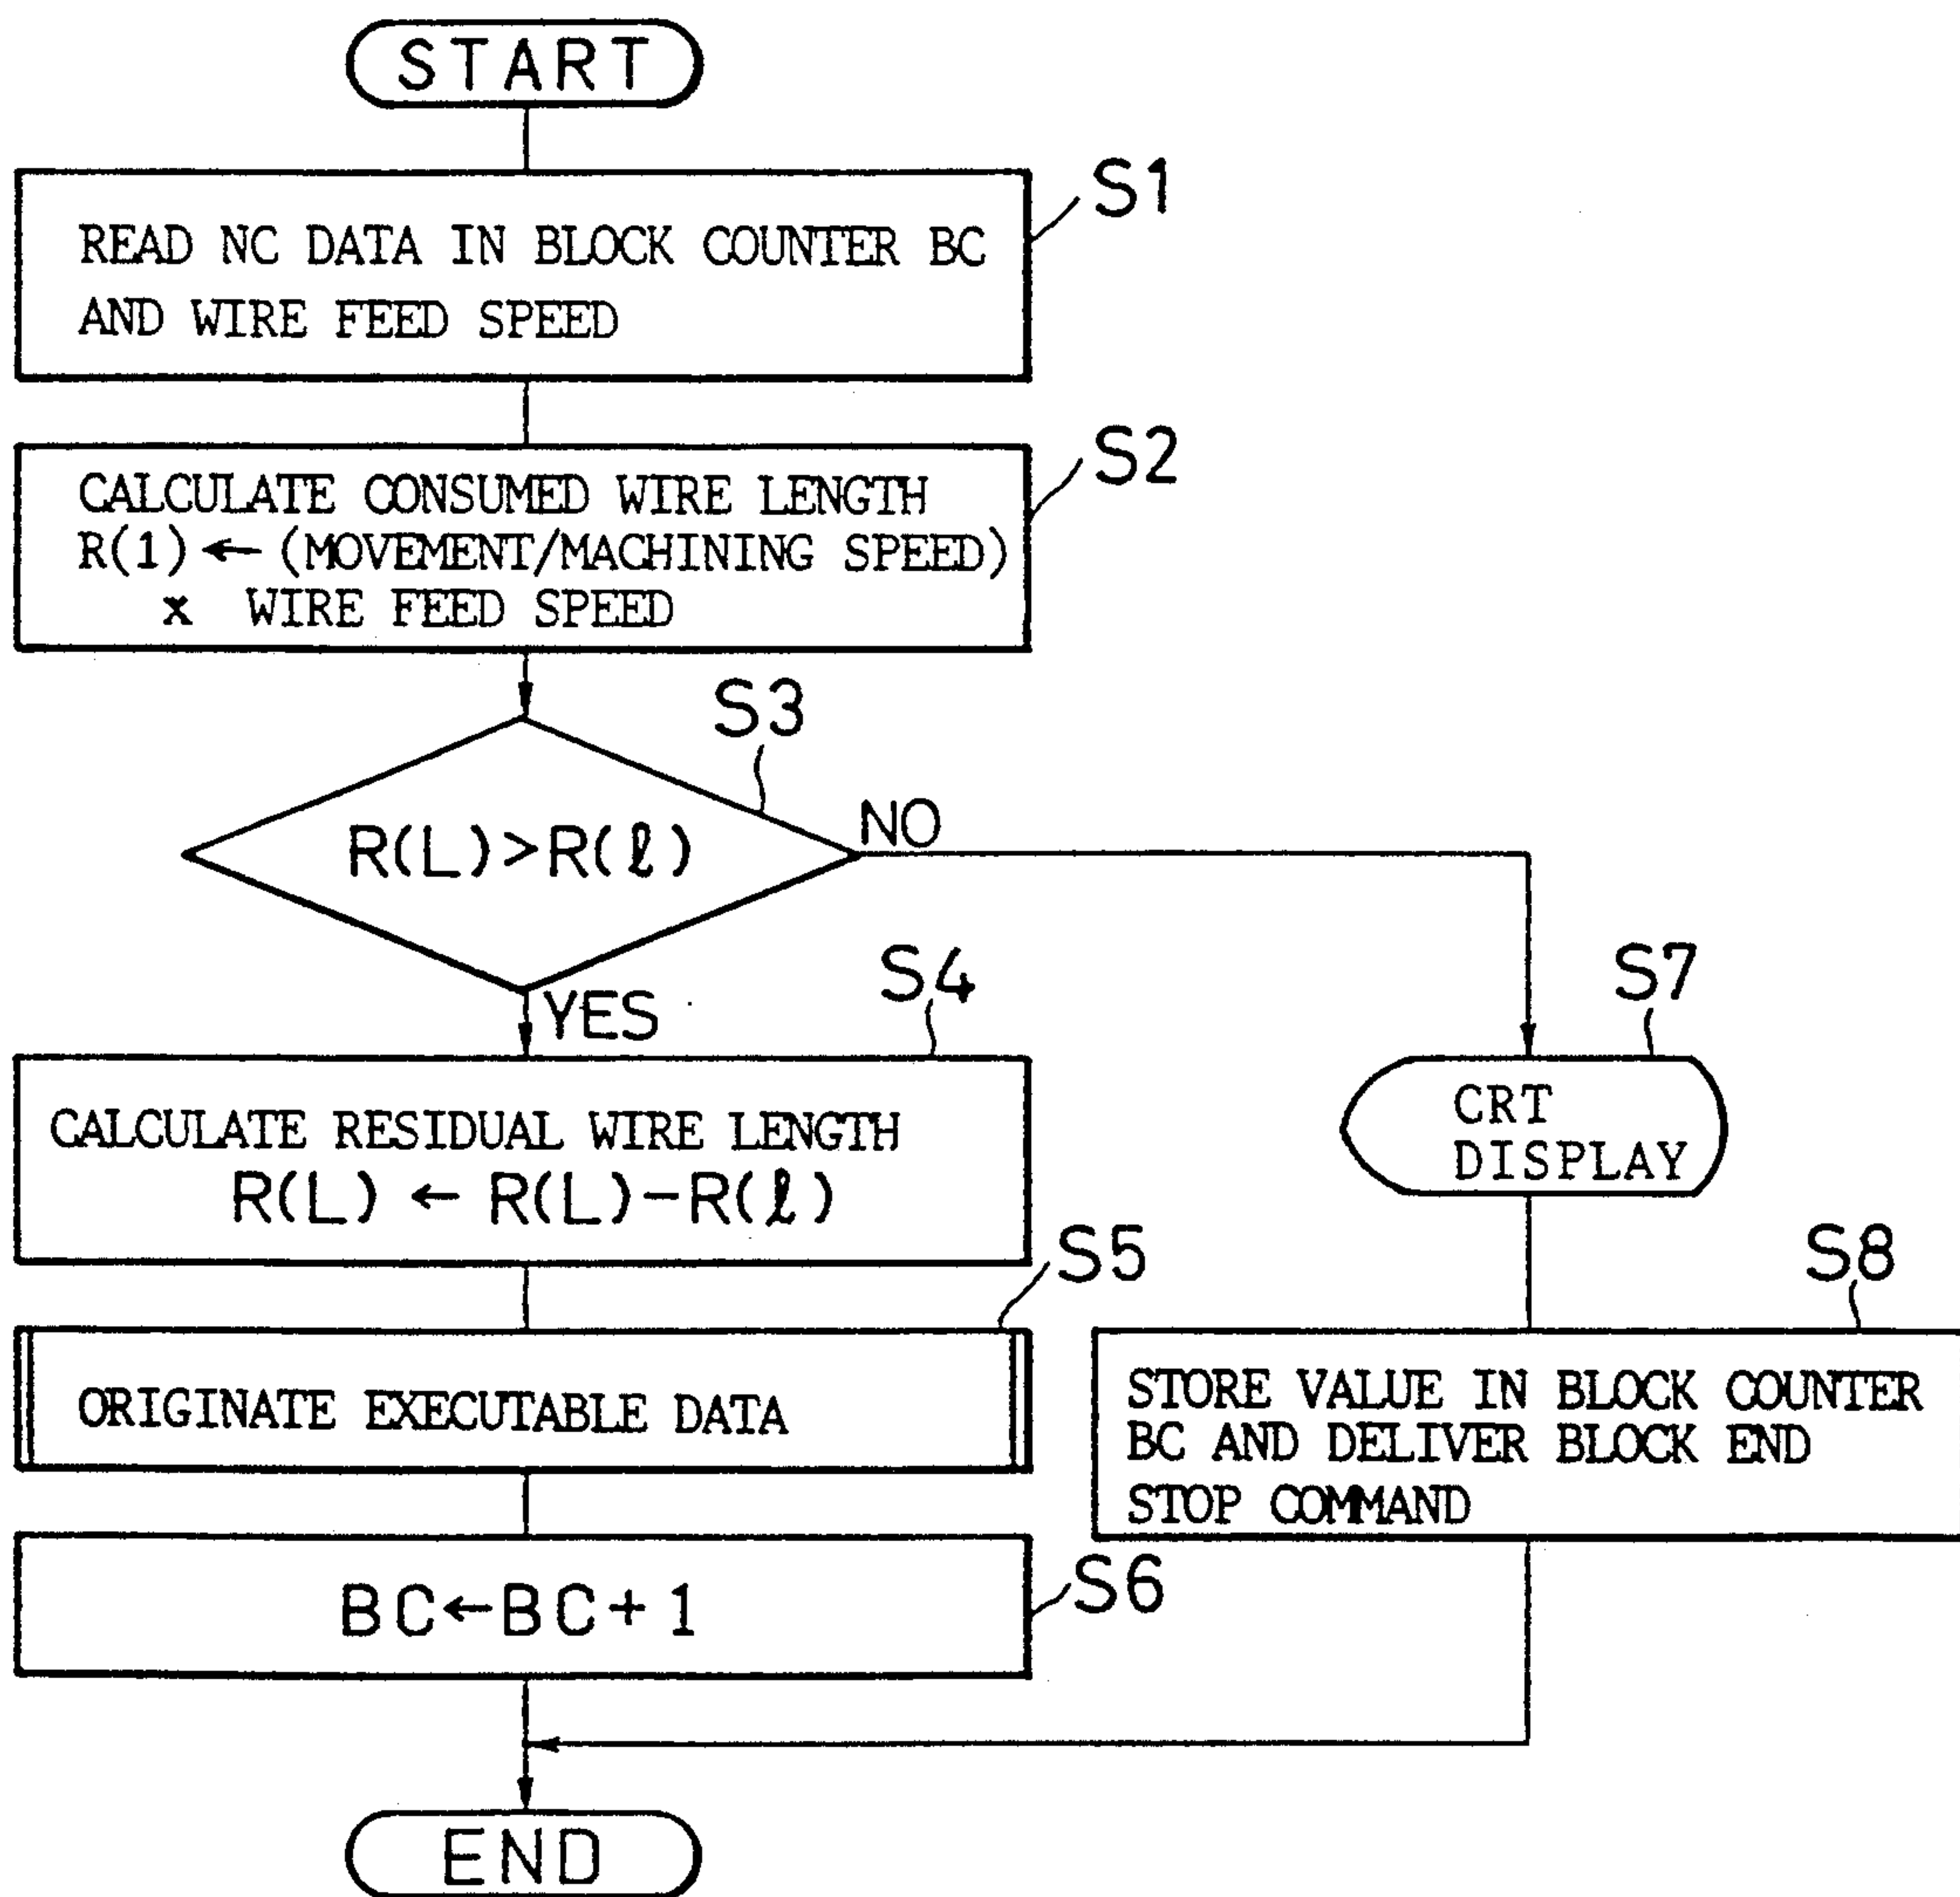 START
S1
READ NC DATA IN BLOCK COUNTER BC
AND WIRE FEED SPEED
S2
CALCULATE CONSUMED WIRE LENGTH
R(1) ← (MOVEMENT/MACHINING SPEED)
x WIRE FEED SPEED
S3
R(L)>R(ℓ)
NO
YES
S4
CALCULATE RESIDUAL WIRE LENGTH
R(L) ← R(L)-R(ℓ)
S7
CRT
DISPLAY
S5
ORIGINATE EXECUTABLE DATA
S8
STORE VALUE IN BLOCK COUNTER
BC AND DELIVER BLOCK END
STOP COMMAND
S6
BC←BC+1
END